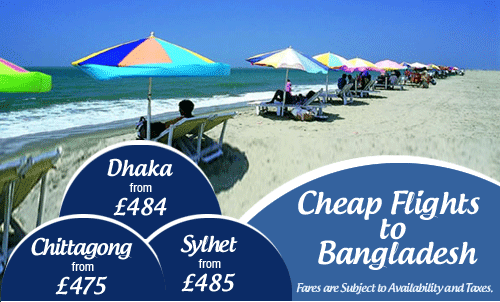 Dhaka
from
£484
Chittagong
from
£475
Sylhet
from
£485
Cheap Flights
to
Bangladesh
Fares are Subject to Availability and Taxes.